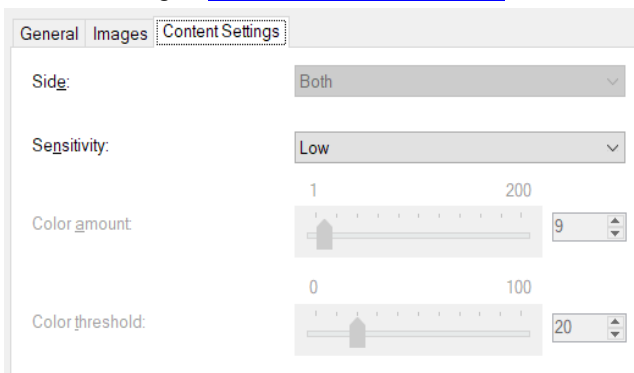 General Images Content Settings
Side: Both
Sensitivity: Low
1 200
Color amount: 9
0 100
Color threshold: 20